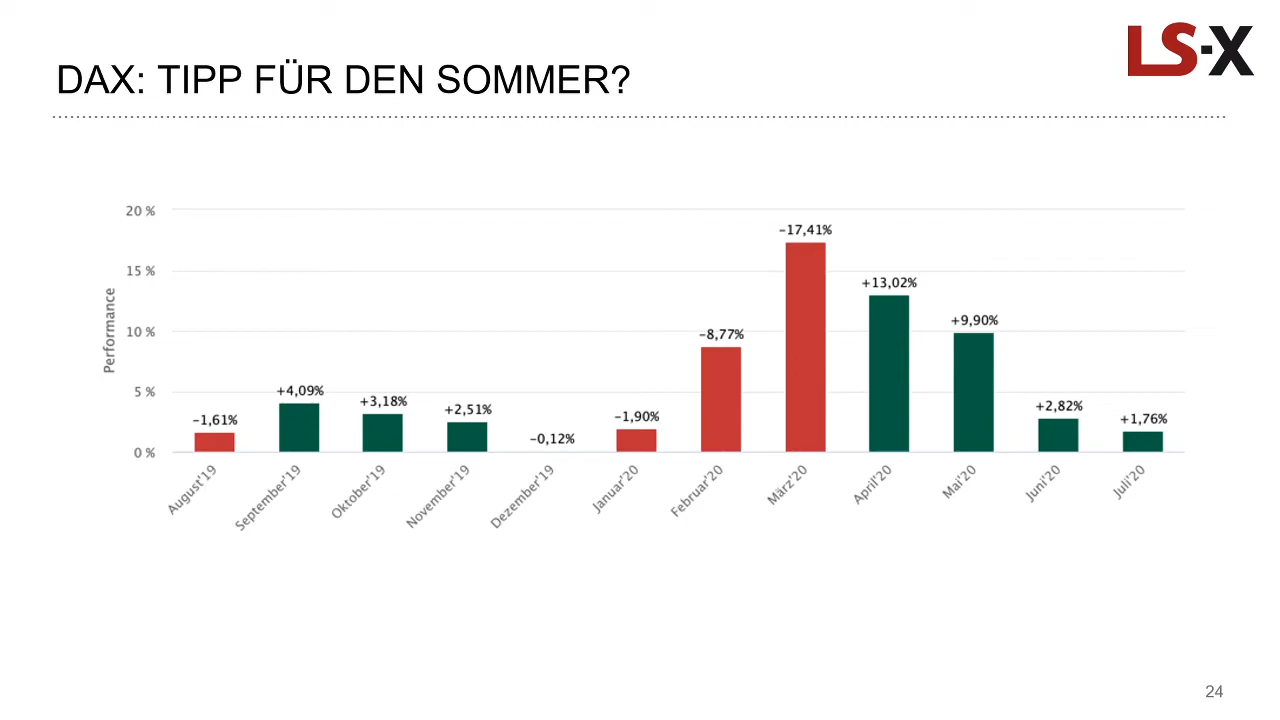 LS-X
DAX: TIPP FÜR DEN SOMMER?
Performance
20 %
15 %
10 %
5 %
0 %
−1,61%
+4,09%
+3,18%
+2,51%
−0,12%
−1,90%
−8,77%
−17,41%
+13,02%
+9,90%
+2,82%
+1,76%
August'19
September'19
Oktober'19
November'19
Dezember'19
Januar'20
Februar'20
März'20
April'20
Mai'20
Juni'20
Juli'20
24